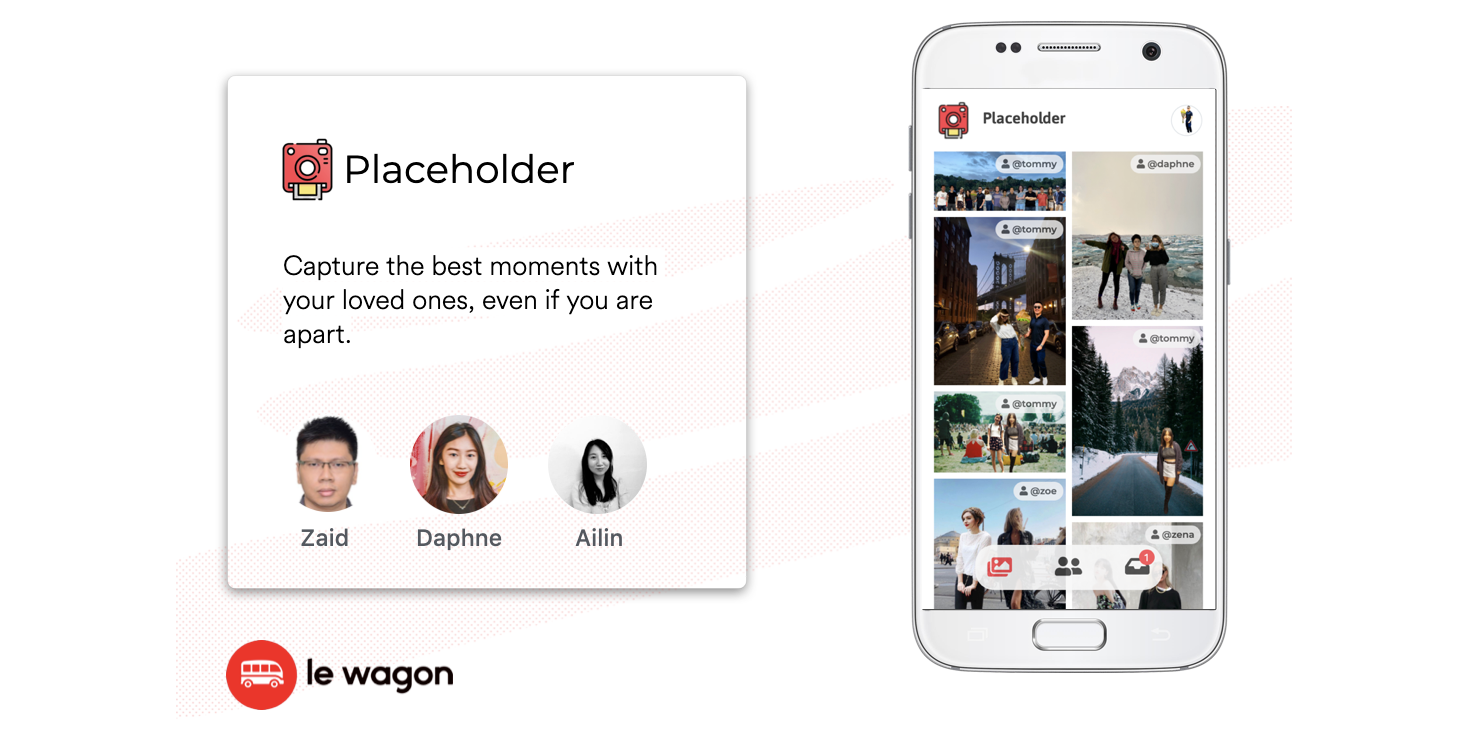 Placeholder
Capture the best moments with
your loved ones, even if you are
apart.
Zaid
Daphne
Ailin
le wagon
Placeholder
@tommy
@daphne
@tommy
@tommy
@tommy
@zoe
@zena
1